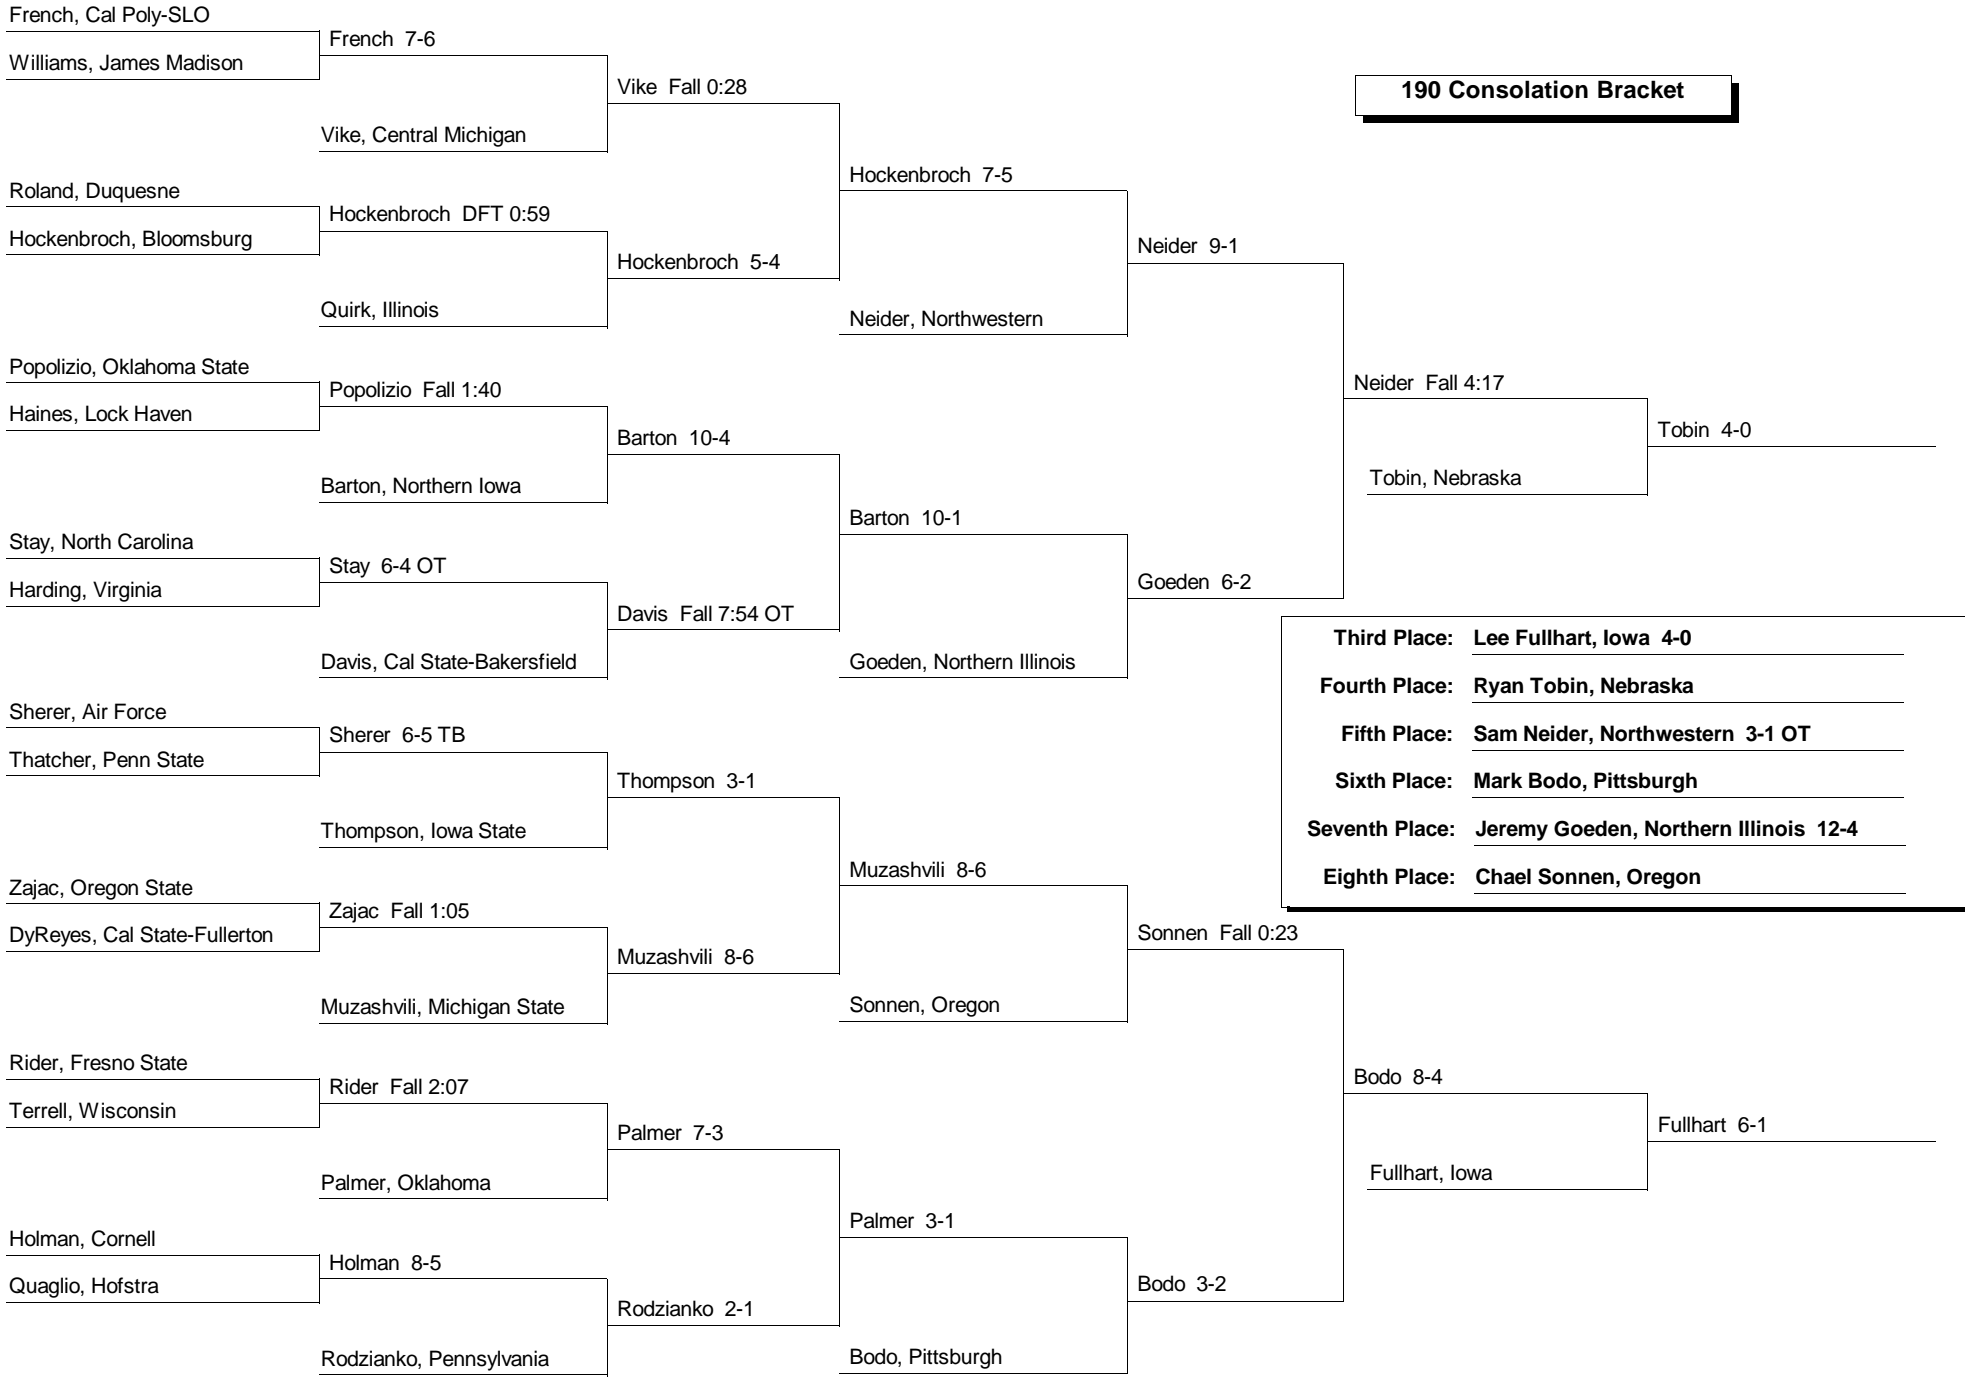 French, Cal Poly-SLO
French 7-6
Williams, James Madison
Vike Fall 0:28
190 Consolation Bracket
Vike, Central Michigan
Hockenbroch 7-5
Roland, Duquesne
Hockenbroch DFT 0:59
Hockenbroch, Bloomsburg
Neider 9-1
Hockenbroch 5-4
Quirk, Illinois
Neider, Northwestern
Popolizio, Oklahoma State
Popolizio Fall 1:40
Neider Fall 4:17
Haines, Lock Haven
Barton 10-4
Tobin 4-0
Barton, Northern Iowa
Tobin, Nebraska
Barton 10-1
Stay, North Carolina
Stay 6-4 OT
Harding, Virginia
Goeden 6-2
Davis Fall 7:54 OT
Davis, Cal State-Bakersfield
Goeden, Northern Illinois
Third Place: Lee Fullhart, Iowa 4-0
Fourth Place: Ryan Tobin, Nebraska
Fifth Place: Sam Neider, Northwestern 3-1 OT
Sixth Place: Mark Bodo, Pittsburgh
Seventh Place: Jeremy Goeden, Northern Illinois 12-4
Eighth Place: Chael Sonnen, Oregon
Sherer, Air Force
Sherer 6-5 TB
Thatcher, Penn State
Thompson 3-1
Thompson, Iowa State
Muzashvili 8-6
Zajac, Oregon State
Zajac Fall 1:05
DyReyes, Cal State-Fullerton
Sonnen Fall 0:23
Muzashvili 8-6
Muzashvili, Michigan State
Sonnen, Oregon
Rider, Fresno State
Rider Fall 2:07
Bodo 8-4
Terrell, Wisconsin
Palmer 7-3
Fullhart 6-1
Palmer, Oklahoma
Fullhart, Iowa
Palmer 3-1
Holman, Cornell
Holman 8-5
Quaglio, Hofstra
Bodo 3-2
Rodzianko 2-1
Rodzianko, Pennsylvania
Bodo, Pittsburgh